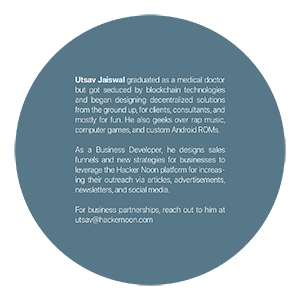 Utsav Jaiswal graduated as a medical doctor
but got seduced by blockchain technologies
and began designing decentralized solutions
from the ground up, for clients, consultants, and
mostly for fun. He also geeks over rap music,
computer games, and custom Android ROMs.
As a Business Developer, he designs sales
funnels and new strategies for businesses to
leverage the Hacker Noon platform for increas-
ing their outreach via articles, advertisements,
newsletters, and social media.
For business partnerships, reach out to him at
utsav@hackernoon.com